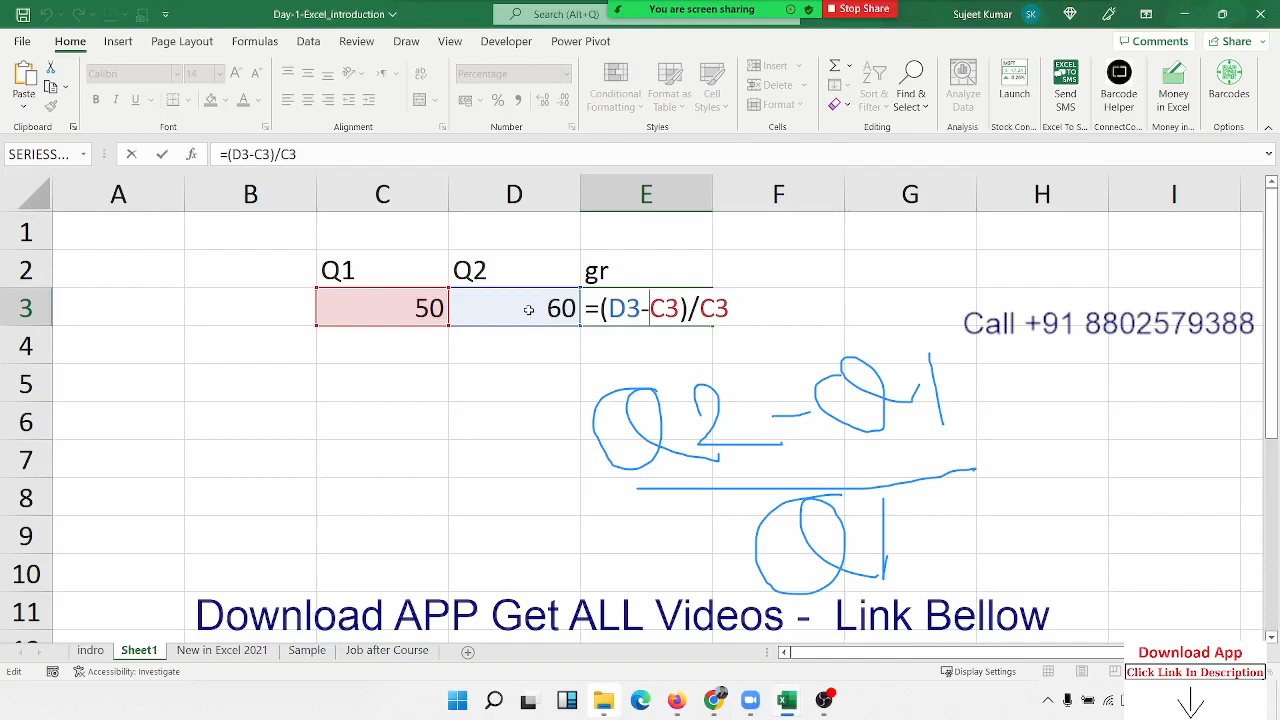 Day-1-Excel_introduction
Search (Alt+Q)
You are screen sharing
Stop Share
Sujeet Kumar
SK
File Home Insert Page Layout Formulas Data Review View Automate Developer Power Pivot
Comments
Share
Paste
Clipboard
Calibri
14
B I U
Font
Alignment
Percentage
Number
Conditional Formatting
Format as Table
Cell Styles
Styles
Insert
Delete
Format
Cells
Sort & Filter
Find & Select
Editing
Analyze Data
Analysis
Launch
Stock Con...
Send SMS
Excel To S...
Barcode Helper
ConnectCo...
Money in Excel
Money in...
Barcodes
Barcodes
SERIESS...
fx
=(D3-C3)/C3
A B C D E F G H I
1
2 Q1 Q2 gr
3 50 60 =(D3-C3)/C3
Call +91 8802579388
4
5
6
7
8
9
10
11
Q2 - Q1
Q1
Download APP Get ALL Videos - Link Bellow
indro Sheet1 New in Excel 2021 Sample Job after Course
Download App
Click Link In Description
Edit
Accessibility: Investigate
Display Settings